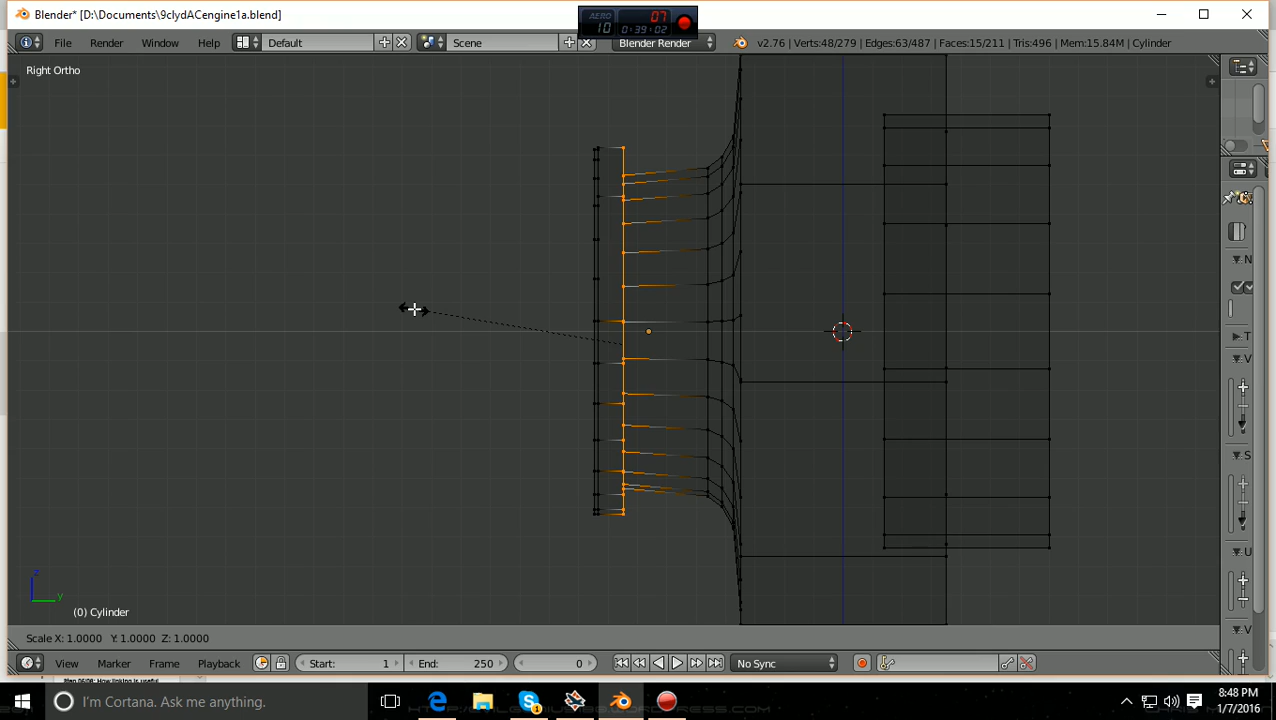 Blender* [D:\Documents\9clydACengine1a.blend]
AERO 07
10 0:39:02
File Render Window Help Default Scene Blender Render v2.76 | Verts:48/279 | Edges:63/487 | Faces:15/211 | Tris:496 | Mem:15.84M | Cylinder
Right Ortho
N
T
V
S
U
V
z
y
(0) Cylinder
Scale X: 1.0000 Y: 1.0000 Z: 1.0000
View Marker Frame Playback Start: 1 End: 250 0 No Sync
I'm Cortana. Ask me anything.
8:48 PM
1/7/2016